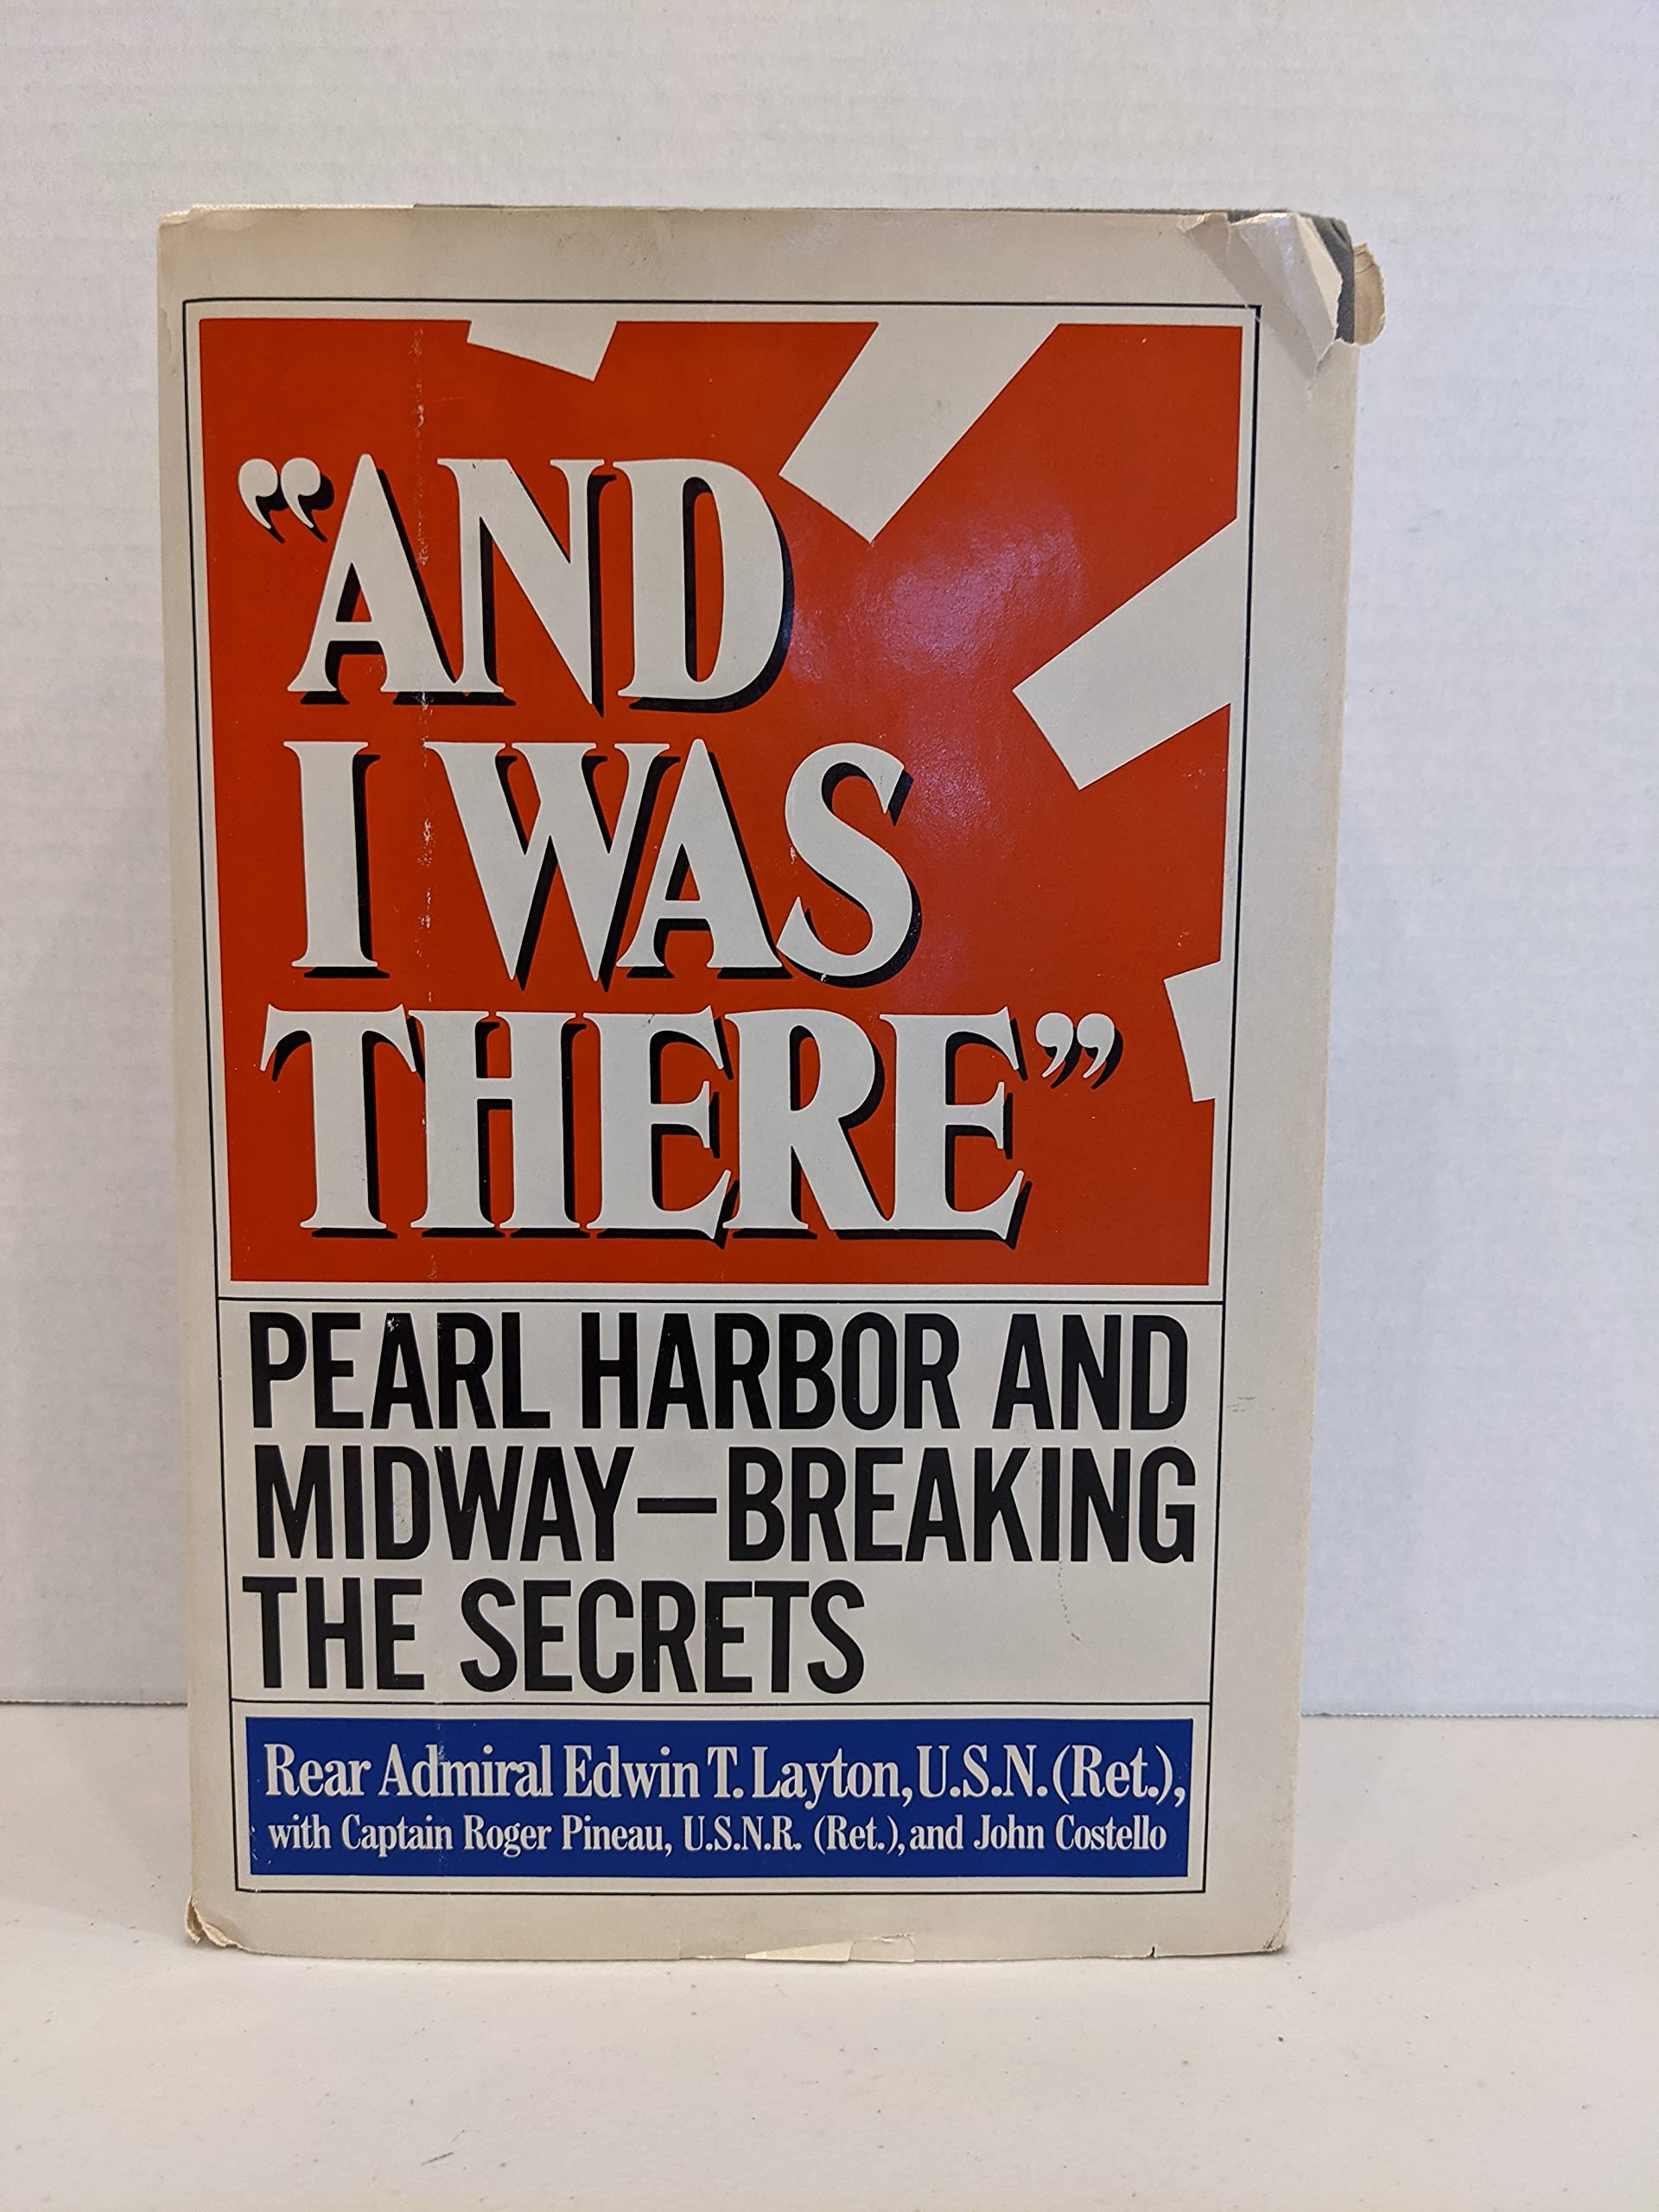 “AND
I WAS
THERE”
PEARL HARBOR AND
MIDWAY—BREAKING
THE SECRETS
Rear Admiral Edwin T. Layton, U.S.N. (Ret.),
with Captain Roger Pineau, U.S.N.R. (Ret.), and John Costello